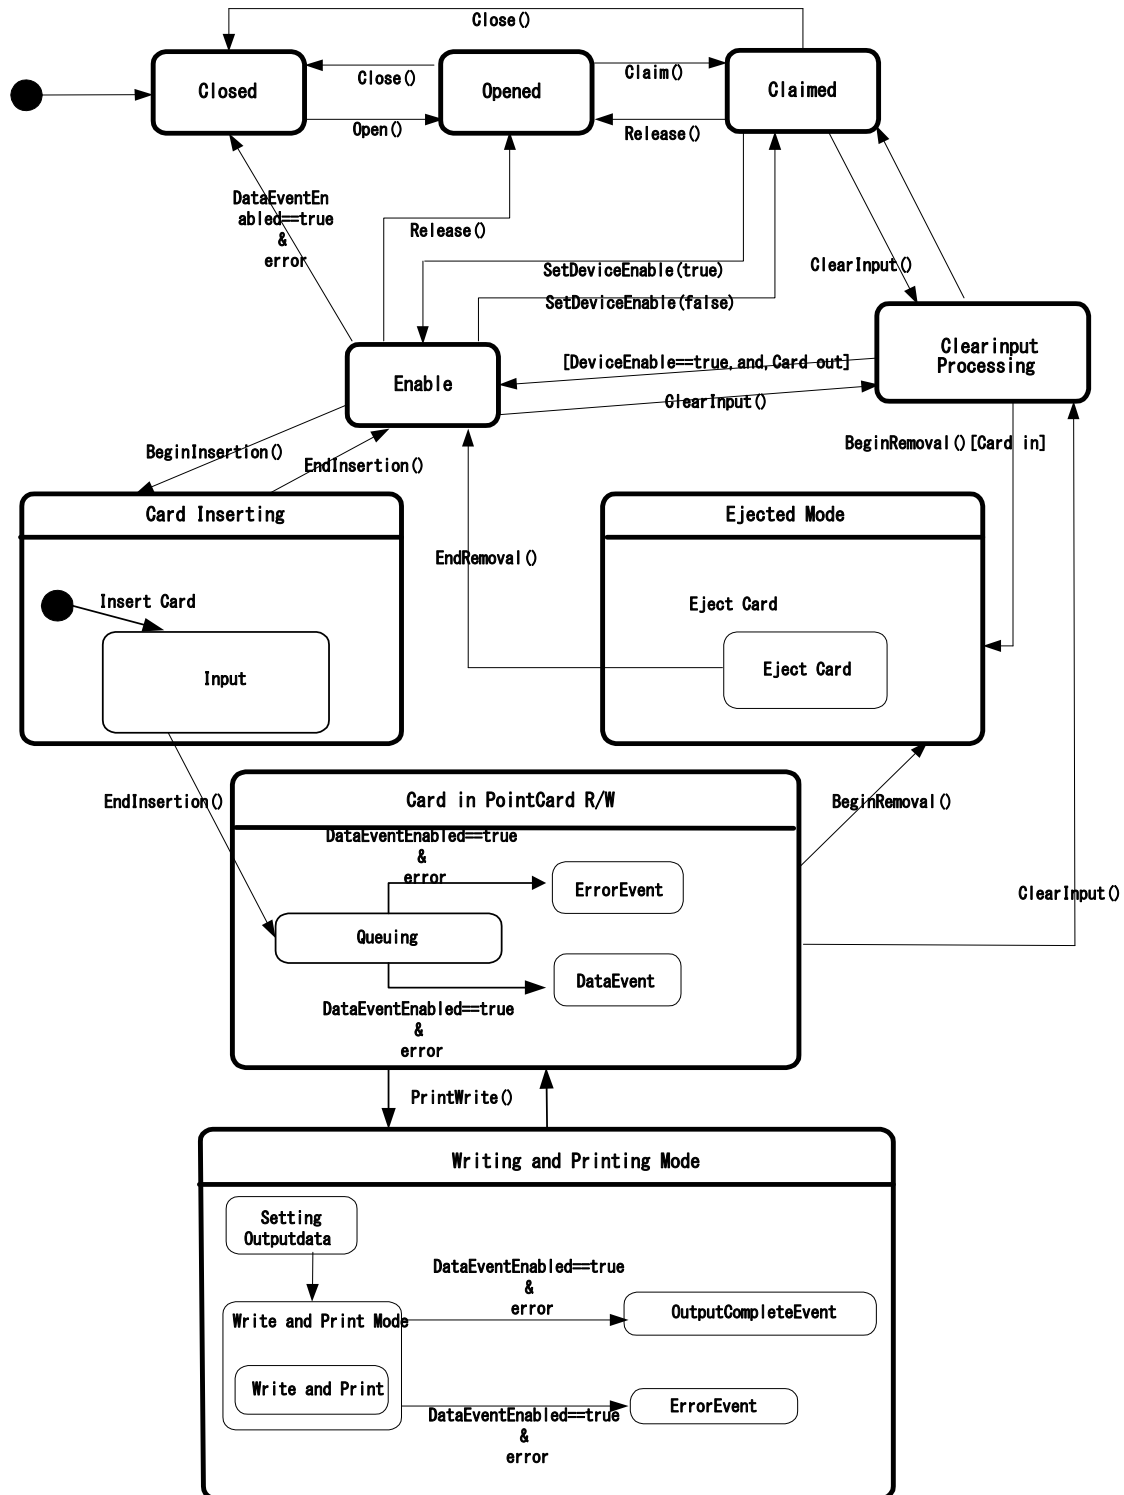 Close()
Closed
Opened
Claimed
Close()
Claim()
Open()
Release()
DataEventEn
abled==true
&
error
Release()
ClearInput()
SetDeviceEnable(true)
SetDeviceEnable(false)
Clearinput
Processing
[DeviceEnable==true,and,Card out]
Enable
ClearInput()
BeginInsertion()
EndInsertion()
BeginRemoval()[Card in]
Card Inserting
Ejected Mode
EndRemoval()
Insert Card
Eject Card
Input
Eject Card
EndInsertion()
Card in PointCard R/W
BeginRemoval()
DataEventEnabled==true
&
error
ErrorEvent
ClearInput()
Queuing
DataEvent
DataEventEnabled==true
&
error
PrintWrite()
Writing and Printing Mode
Setting
Outputdata
DataEventEnabled==true
&
error
OutputCompleteEvent
Write and Print Mode
Write and Print
ErrorEvent
DataEventEnabled==true
&
error